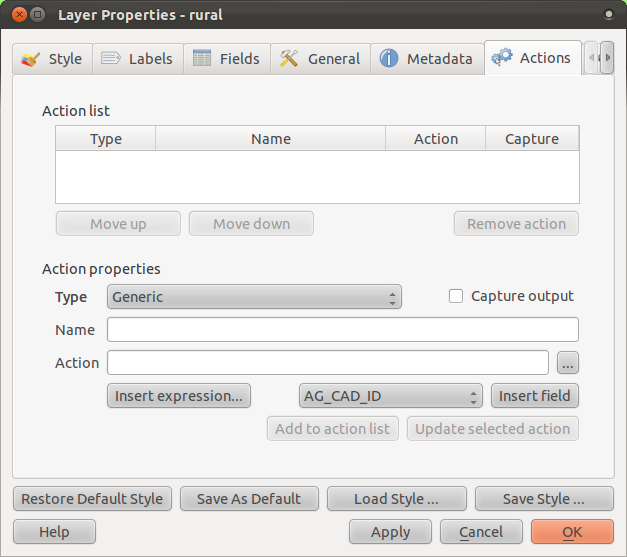 Layer Properties - rural
Style Labels Fields General Metadata Actions
Action list
Type Name Action Capture
Move up Move down Remove action
Action properties
Type Generic Capture output
Name
Action ...
Insert expression... AG_CAD_ID Insert field
Add to action list Update selected action
Restore Default Style Save As Default Load Style ... Save Style ...
Help Apply Cancel OK